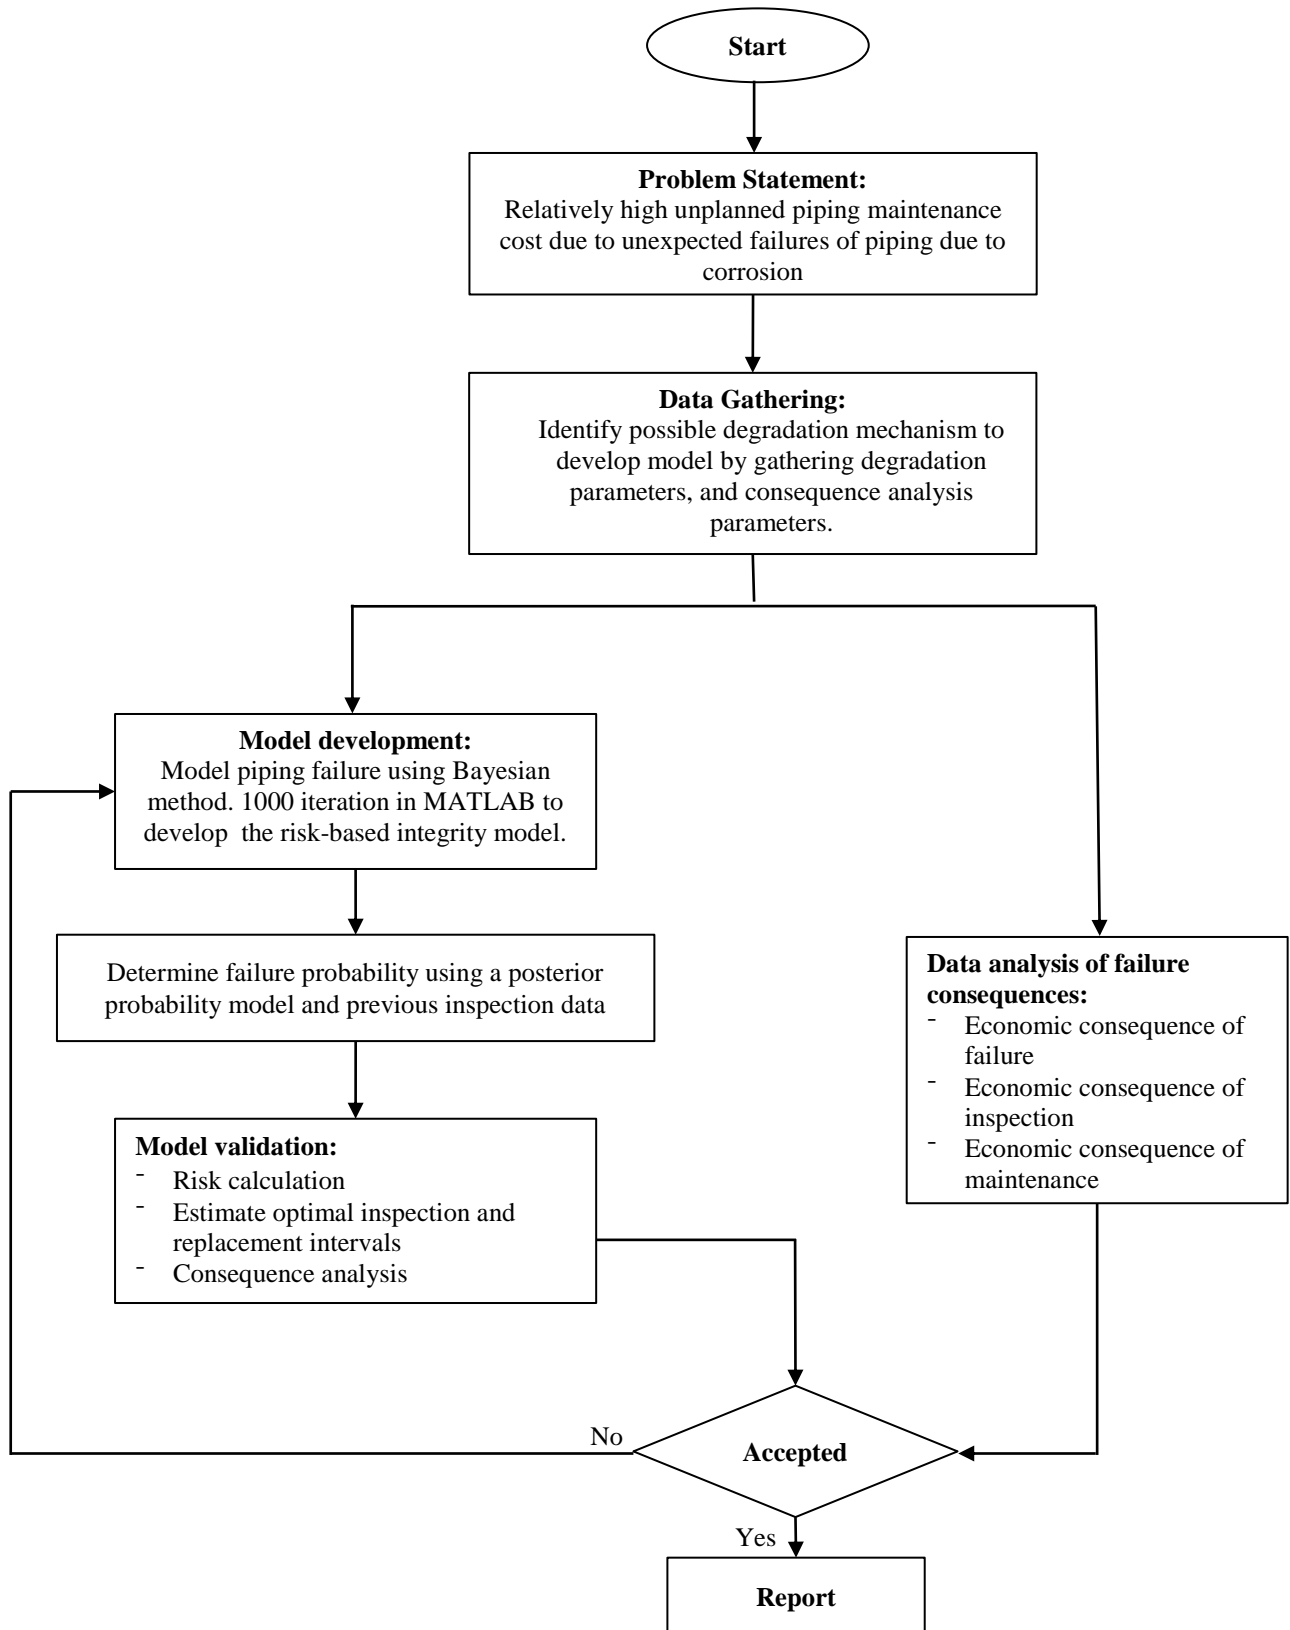 Start
Problem Statement:
Relatively high unplanned piping maintenance
cost due to unexpected failures of piping due to
corrosion
Data Gathering:
Identify possible degradation mechanism to
develop model by gathering degradation
parameters, and consequence analysis
parameters.
Model development:
Model piping failure using Bayesian
method. 1000 iteration in MATLAB to
develop the risk-based integrity model.
Determine failure probability using a posterior
probability model and previous inspection data
Data analysis of failure
consequences:
- Economic consequence of
failure
- Economic consequence of
inspection
- Economic consequence of
maintenance
Model validation:
- Risk calculation
- Estimate optimal inspection and
replacement intervals
- Consequence analysis
No
Accepted
Yes
Report